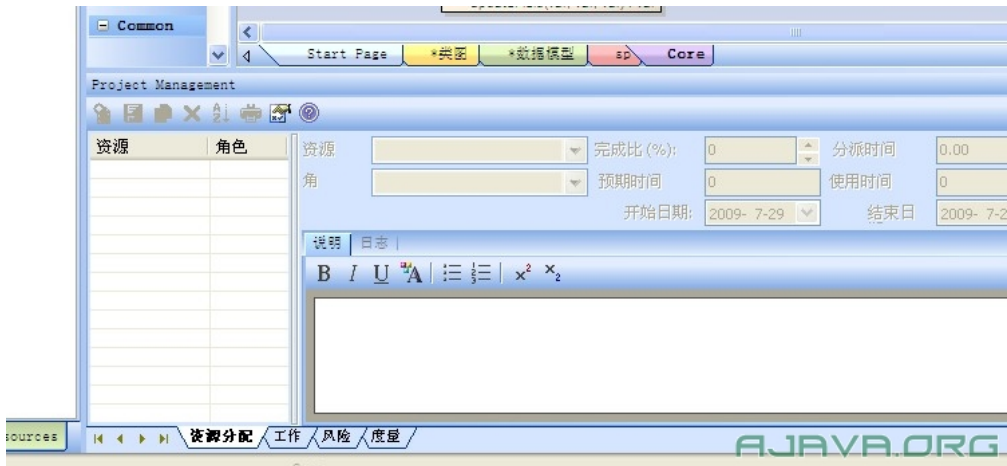 Common
Start Page *类图 *数据模型 sp Core
Project Management
资源 角色
资源 完成比(%): 0 分派时间 0.00
角 预期时间 0 使用时间 0
开始日期: 2009- 7-29 结束日 2009- 7-2
说明 日志
B I U A x² x₂
sources
资源分配 工作 风险 度量
AJAVA.ORG